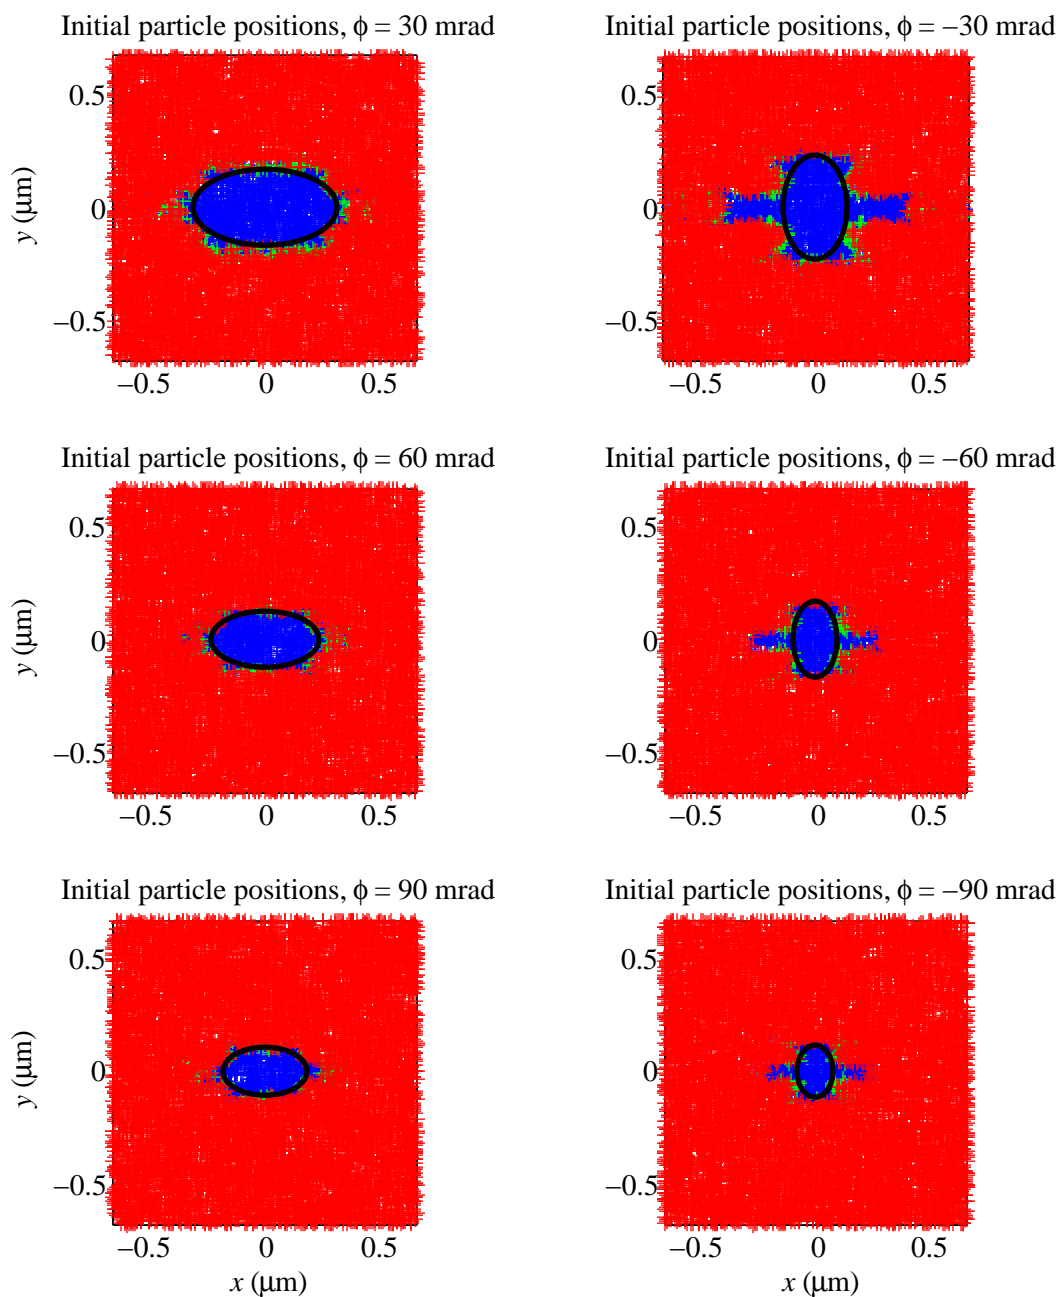 Initial particle positions, ϕ = 30 mrad
Initial particle positions, ϕ = −30 mrad
0.5
0
−0.5
y (μm)
−0.5 0 0.5
0.5
0
−0.5
−0.5 0 0.5
Initial particle positions, ϕ = 60 mrad
Initial particle positions, ϕ = −60 mrad
0.5
0
−0.5
y (μm)
−0.5 0 0.5
0.5
0
−0.5
−0.5 0 0.5
Initial particle positions, ϕ = 90 mrad
Initial particle positions, ϕ = −90 mrad
0.5
0
−0.5
y (μm)
−0.5 0 0.5
x (μm)
0.5
0
−0.5
−0.5 0 0.5
x (μm)